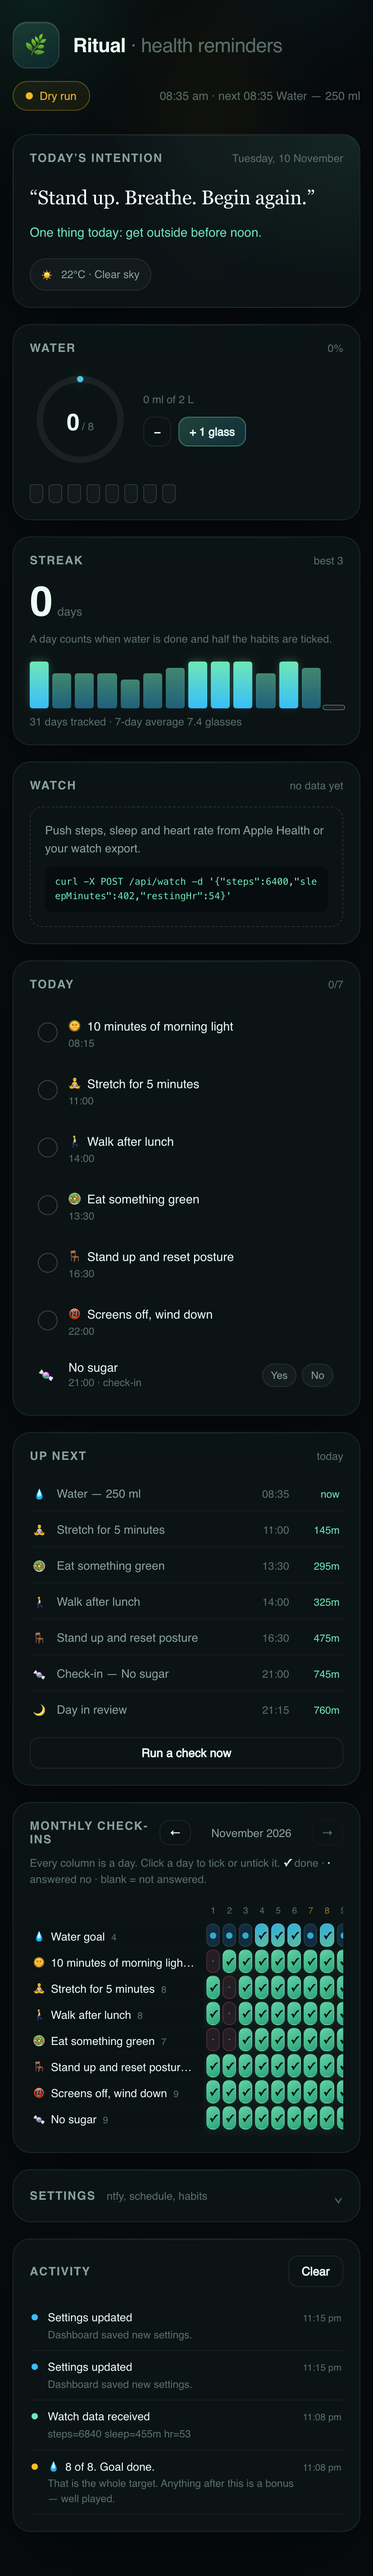 Ritual · health reminders
Dry run
08:35 am · next 08:35 Water — 250 ml
TODAY'S INTENTION
Tuesday, 10 November
“Stand up. Breathe. Begin again.”
One thing today: get outside before noon.
22°C · Clear sky
WATER
0%
0 / 8
0 ml of 2 L
−
+ 1 glass
STREAK
best 3
0 days
A day counts when water is done and half the habits are ticked.
31 days tracked · 7-day average 7.4 glasses
WATCH
no data yet
Push steps, sleep and heart rate from Apple Health or
your watch export.
curl -X POST /api/watch -d '{"steps":6400,"sle
epMinutes":402,"restingHr":54}'
TODAY
0/7
10 minutes of morning light
08:15
Stretch for 5 minutes
11:00
Walk after lunch
14:00
Eat something green
13:30
Stand up and reset posture
16:30
Screens off, wind down
22:00
No sugar
21:00 · check-in
Yes
No
UP NEXT
today
Water — 250 ml 08:35 now
Stretch for 5 minutes 11:00 145m
Eat something green 13:30 295m
Walk after lunch 14:00 325m
Stand up and reset posture 16:30 475m
Check-in — No sugar 21:00 745m
Day in review 21:15 760m
Run a check now
MONTHLY CHECK-
INS
←
November 2026
→
Every column is a day. Click a day to tick or untick it. ✓ done · ·
answered no · blank = not answered.
1 2 3 4 5 6 7 8 9
Water goal 4
10 minutes of morning ligh…
Stretch for 5 minutes 8
Walk after lunch 8
Eat something green 7
Stand up and reset postur…
Screens off, wind down 9
No sugar 9
SETTINGS ntfy, schedule, habits
ACTIVITY
Clear
Settings updated 11:15 pm
Dashboard saved new settings.
Settings updated 11:15 pm
Dashboard saved new settings.
Watch data received 11:08 pm
steps=6840 sleep=455m hr=53
8 of 8. Goal done. 11:08 pm
That is the whole target. Anything after this is a bonus
— well played.